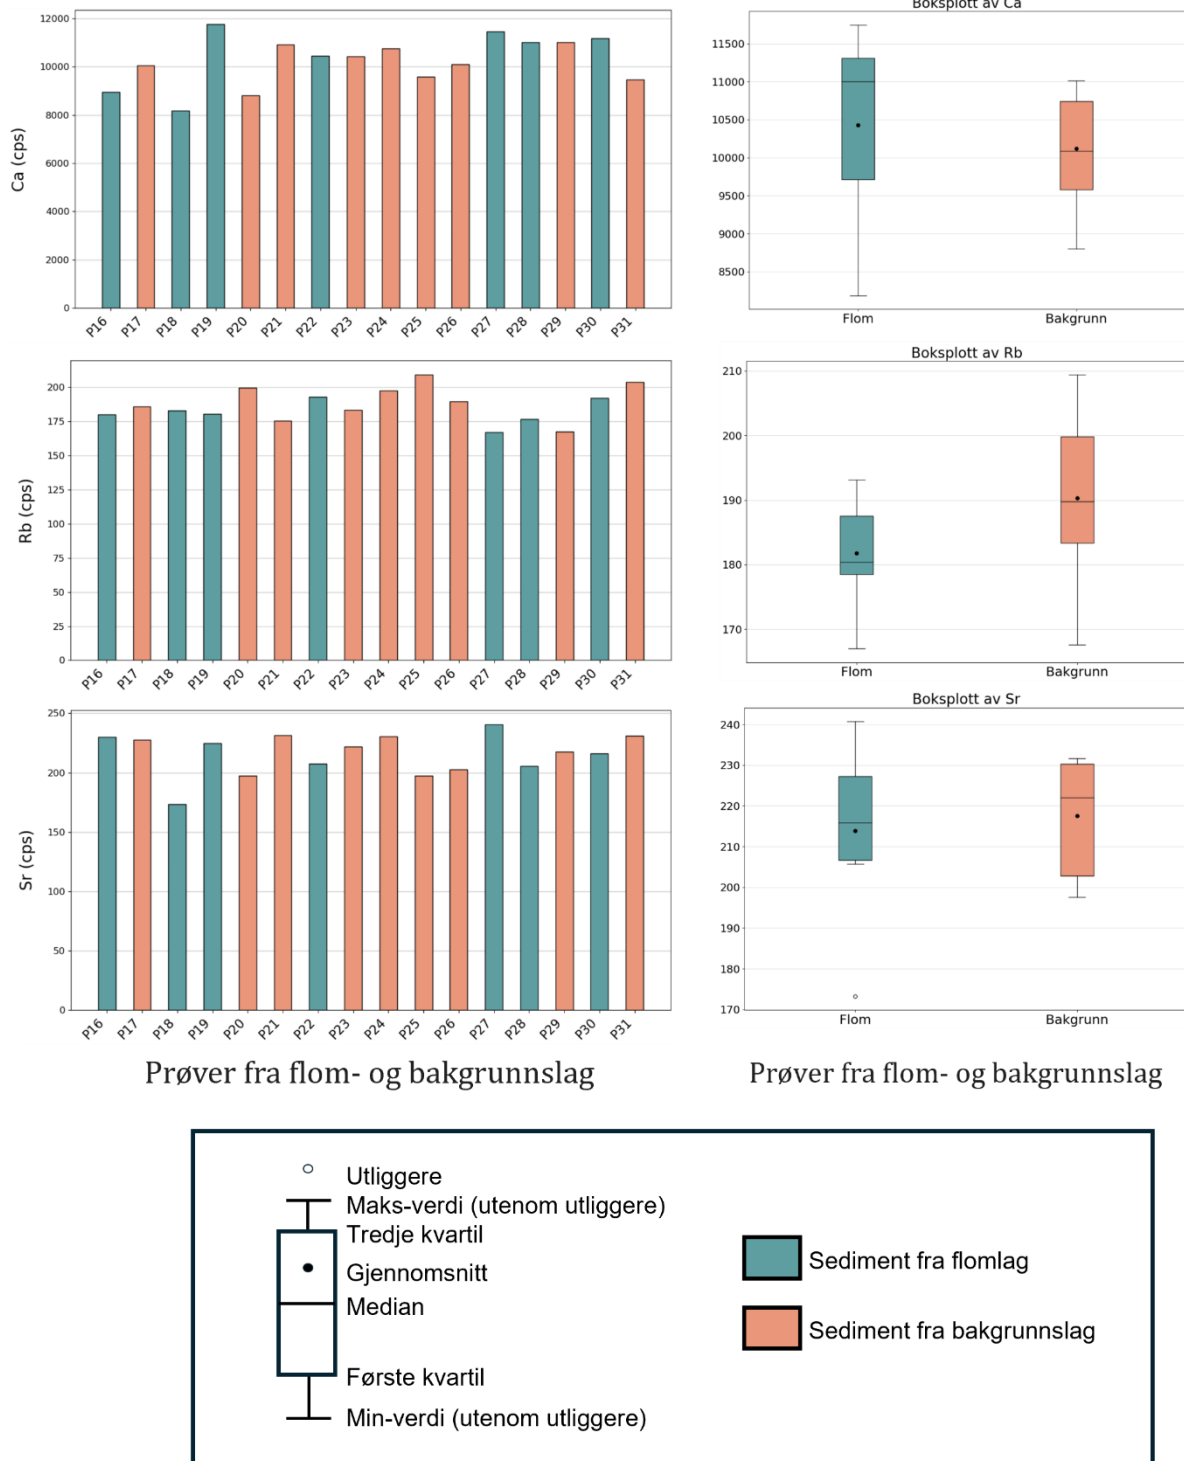 Boksplott av Ca
12000
10000
8000
6000
4000
2000
0
Ca (cps)
P16 P17 P18 P19 P20 P21 P22 P23 P24 P25 P26 P27 P28 P29 P30 P31
11500
11000
10500
10000
9500
9000
8500
Flom Bakgrunn
200
175
150
125
100
75
50
25
0
Rb (cps)
P16 P17 P18 P19 P20 P21 P22 P23 P24 P25 P26 P27 P28 P29 P30 P31
Boksplott av Rb
210
200
190
180
170
Flom Bakgrunn
250
200
150
100
50
0
Sr (cps)
P16 P17 P18 P19 P20 P21 P22 P23 P24 P25 P26 P27 P28 P29 P30 P31
Boksplott av Sr
240
230
220
210
200
190
180
170
Flom Bakgrunn
Prøver fra flom- og bakgrunnslag
Prøver fra flom- og bakgrunnslag
Utliggere
Maks-verdi (utenom utliggere)
Tredje kvartil
Gjennomsnitt
Median
Første kvartil
Min-verdi (utenom utliggere)
Sediment fra flomlag
Sediment fra bakgrunnslag